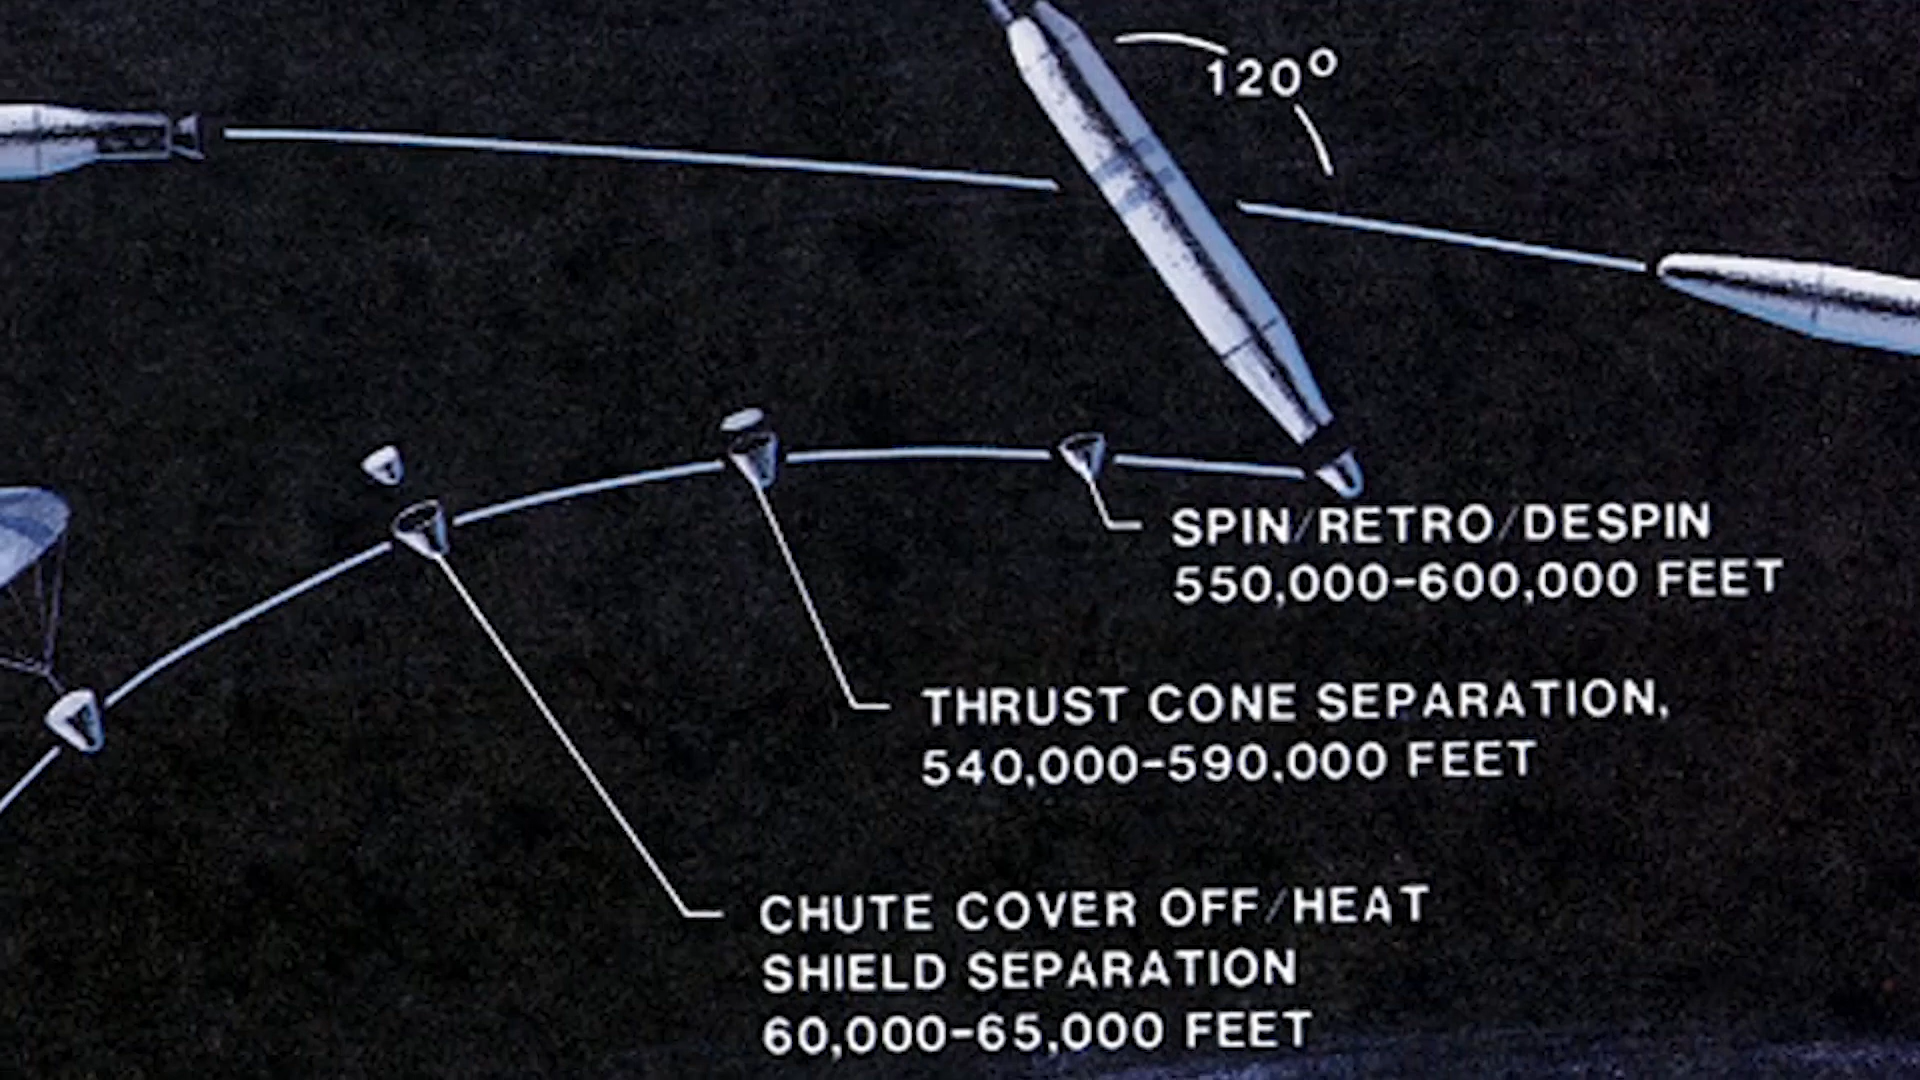 120°
SPIN/RETRO/DESPIN
550,000-600,000 FEET
THRUST CONE SEPARATION,
540,000-590,000 FEET
CHUTE COVER OFF/HEAT
SHIELD SEPARATION
60,000-65,000 FEET